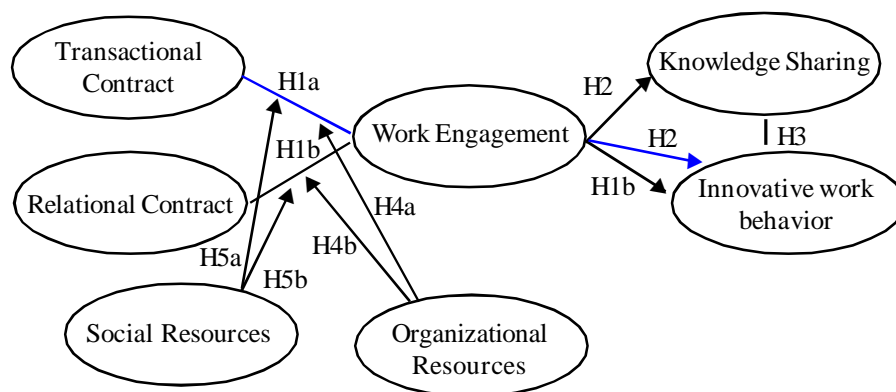 Transactional
Contract
H1a
Knowledge Sharing
H2
Work Engagement
H2
H3
H1b
H1b
Relational Contract
Innovative work
behavior
H4a
H4b
H5a
H5b
Social Resources
Organizational
Resources